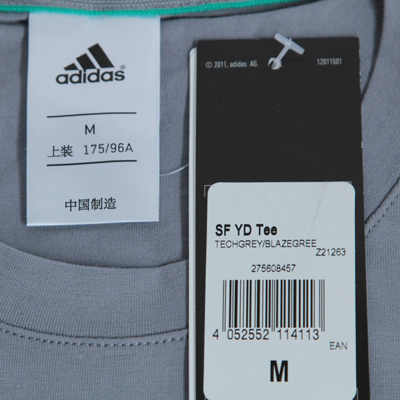 adidas
M
上装 175/96A
中国制造
© 2011, adidas AG.
12011501
SF YD Tee
TECHGREY/BLAZEGREE
Z21263
275608457
4 052552 114113
EAN
M